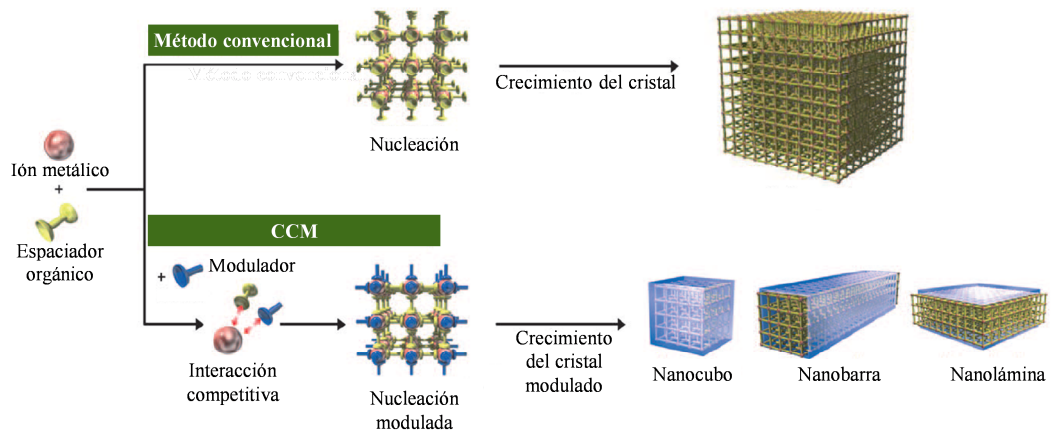 Método convencional
Nucleación
Crecimiento del cristal
Ión metálico
+
Espaciador
orgánico
CCM
+
Modulador
Interacción
competitiva
Nucleación
modulada
Crecimiento
del cristal
modulado
Nanocubo
Nanobarra
Nanolámina